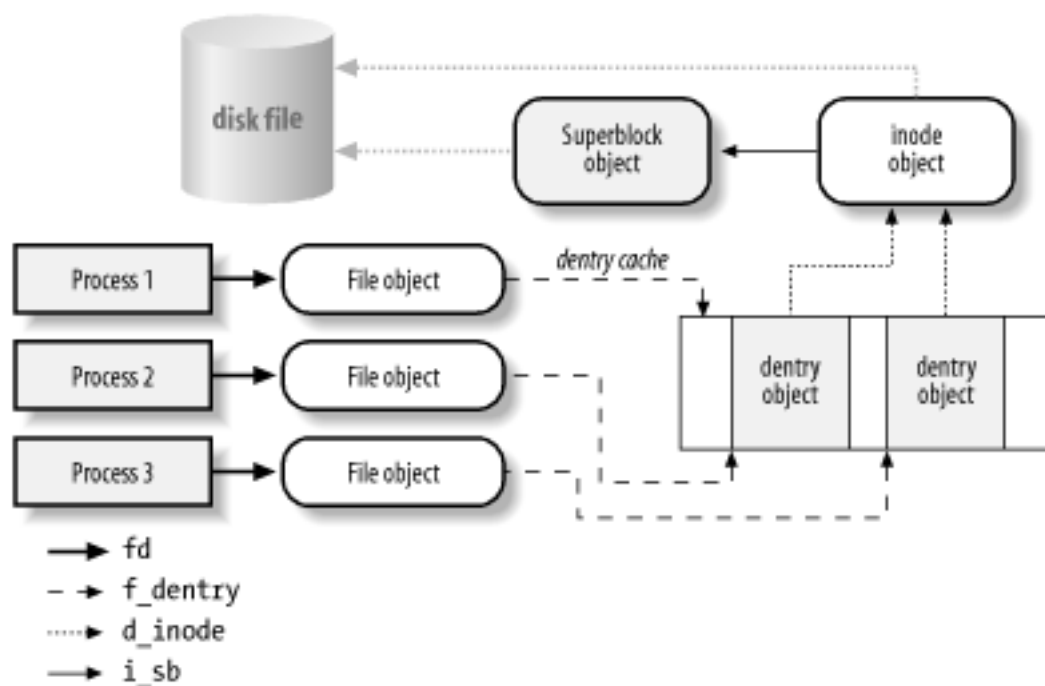 disk file
Superblock
object
inode
object
Process 1
File object
dentry cache
Process 2
File object
dentry
object
dentry
object
Process 3
File object
fd
f_dentry
d_inode
i_sb